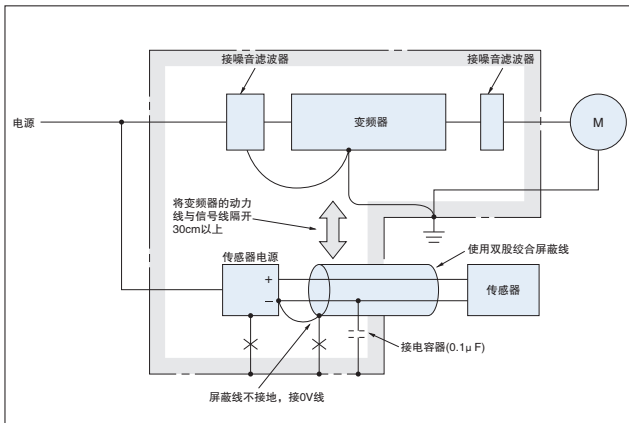 接噪音滤波器
接噪音滤波器
电源
变频器
M
将变频器的动力
线与信号线隔开
30cm以上
使用双股绞合屏蔽线
传感器电源
+
−
传感器
接电容器(0.1μ F)
屏蔽线不接地，接0V线